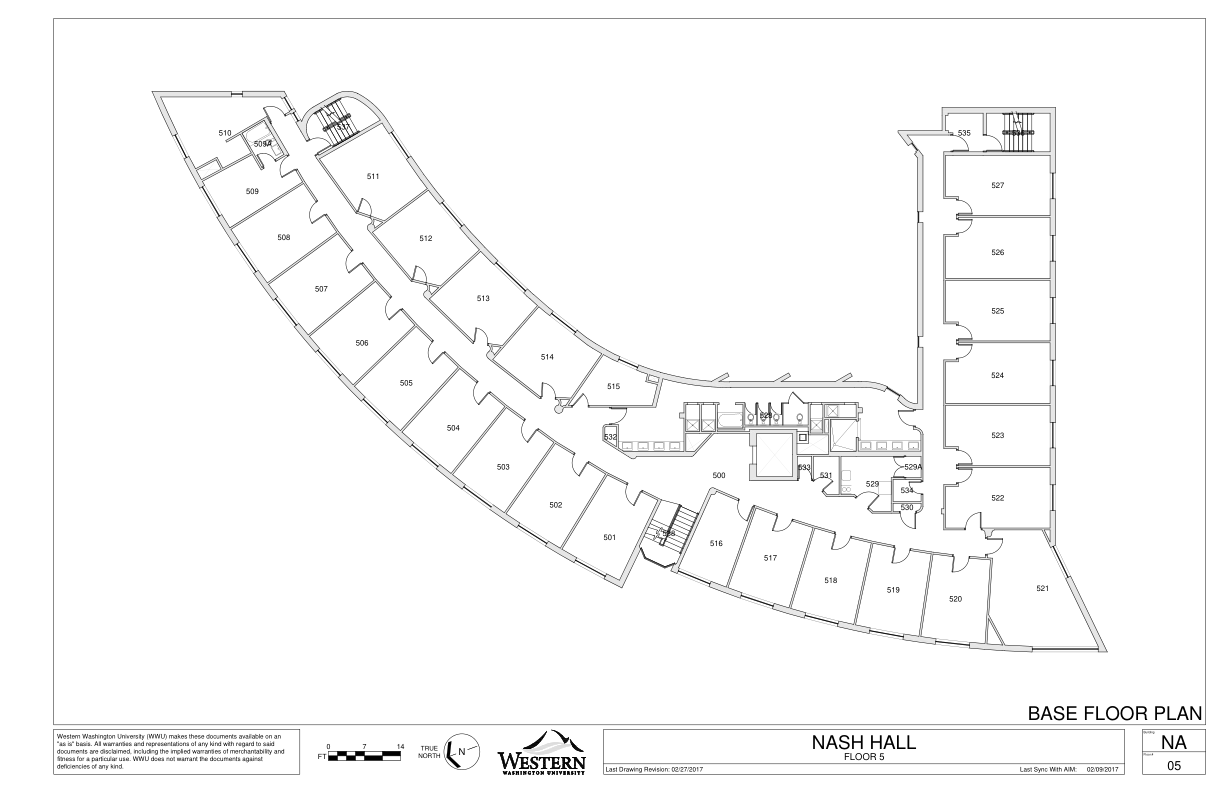 510
537
509A
511
509
508
512
507
513
506
514
505
515
504
503
502
501
532
528
500
533
531
529
529A
534
530
516
517
518
519
520
521
522
523
524
525
526
527
535
BASE FLOOR PLAN
Western Washington University (WWU) makes these documents available on an
"as is" basis. All warranties and representations of any kind with regard to said
documents are disclaimed, including the implied warranties of merchantability and
fitness for a particular use. WWU does not warrant the documents against
deficiencies of any kind.
FT
0 7 14
TRUE
NORTH
N
WESTERN
WASHINGTON UNIVERSITY
NASH HALL
FLOOR 5
Last Drawing Revision: 02/27/2017
Last Sync With AIM: 02/09/2017
Building
NA
Floor#
05